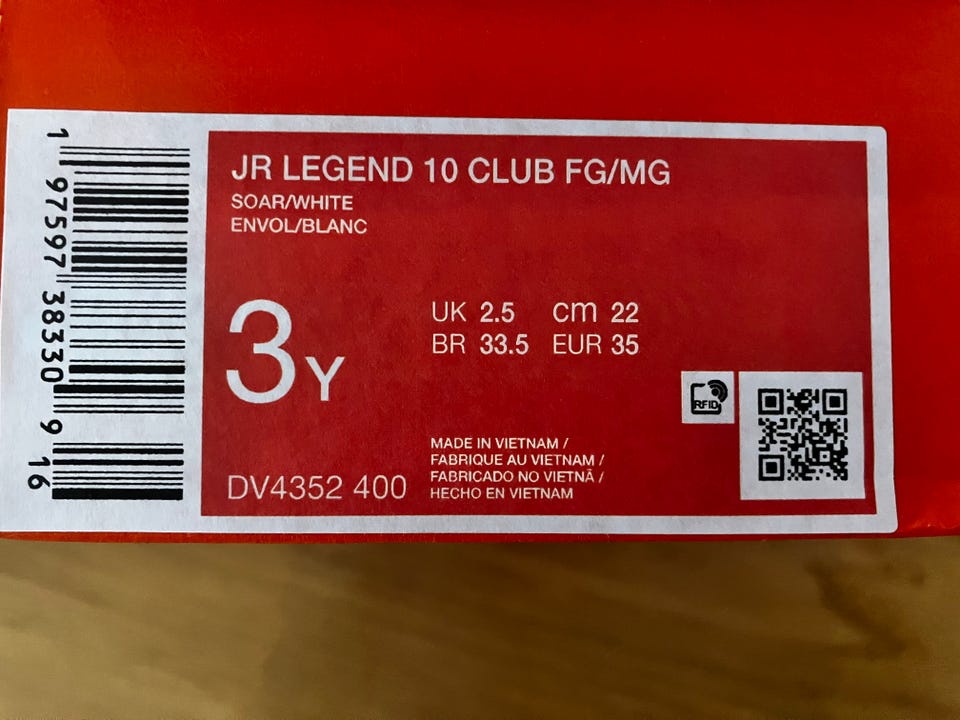 JR LEGEND 10 CLUB FG/MG
SOAR/WHITE
ENVOL/BLANC
3Y
UK 2.5 cm 22
BR 33.5 EUR 35
RFID
MADE IN VIETNAM /
FABRIQUE AU VIETNAM /
FABRICADO NO VIETNÃ /
HECHO EN VIETNAM
DV4352 400
1 97597 38330 9 16